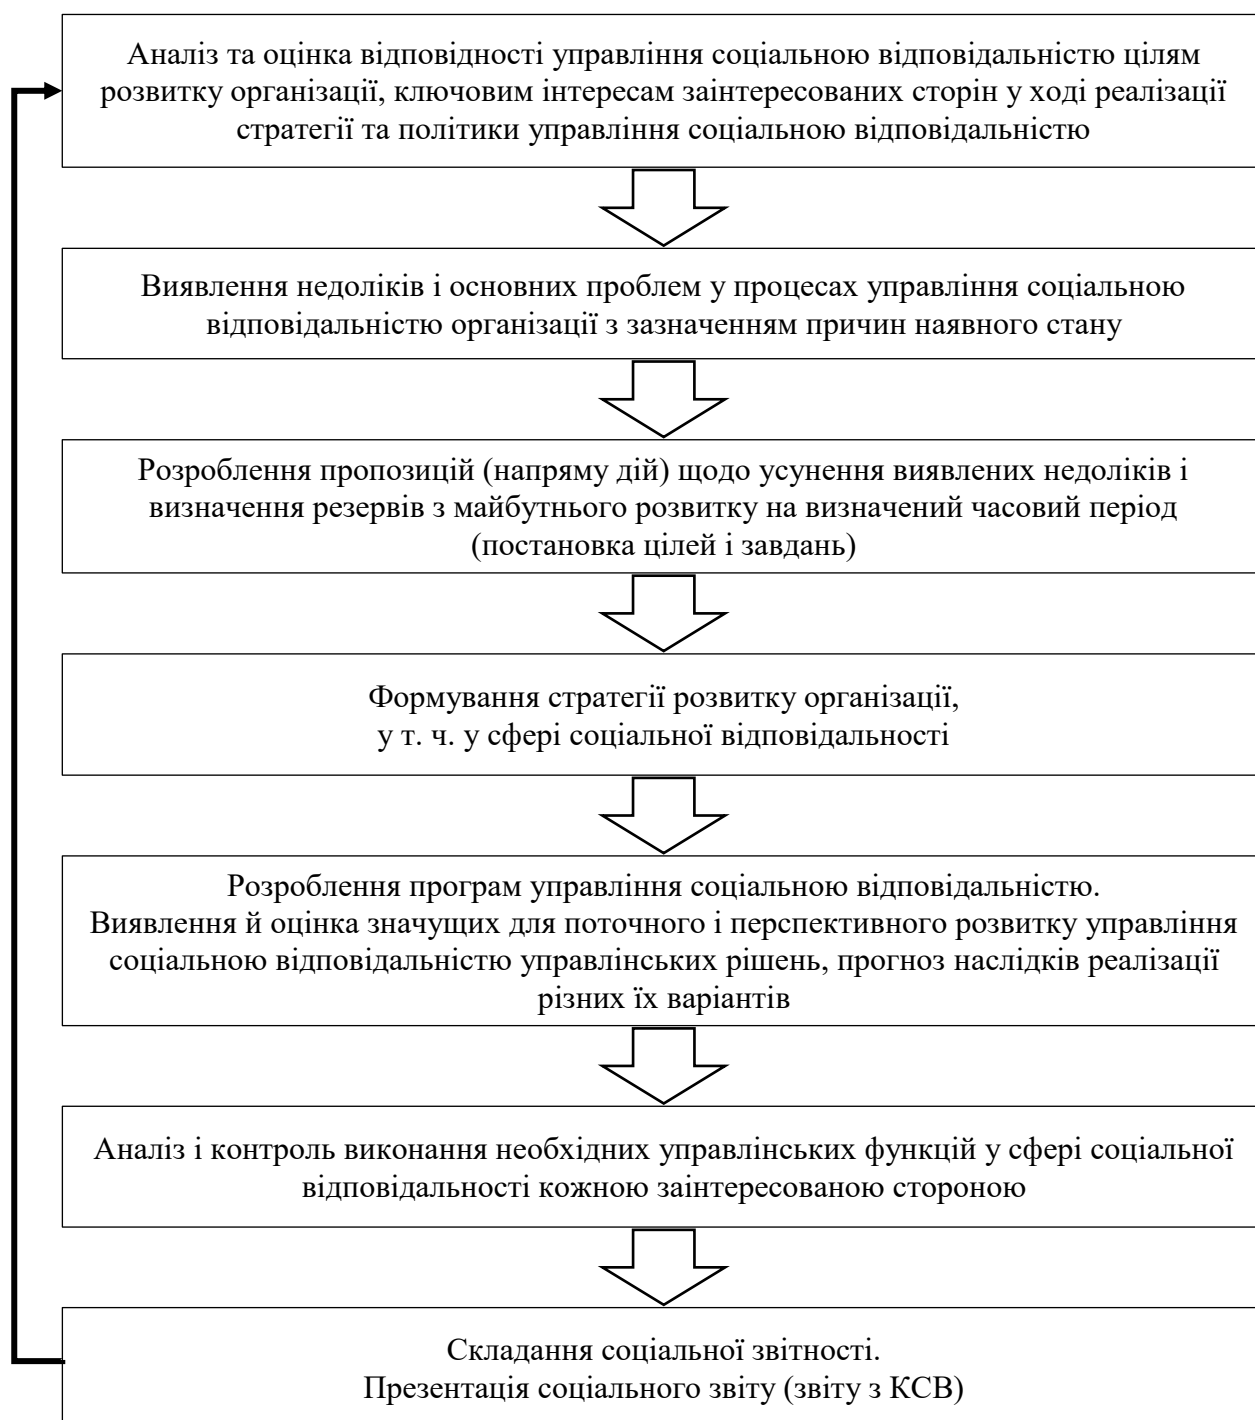 Аналіз та оцінка відповідності управління соціальною відповідальністю цілям
розвитку організації, ключовим інтересам заінтересованих сторін у ході реалізації
стратегії та політики управління соціальною відповідальністю
Виявлення недоліків і основних проблем у процесах управління соціальною
відповідальністю організації з зазначенням причин наявного стану
Розроблення пропозицій (напряму дій) щодо усунення виявлених недоліків і
визначення резервів з майбутнього розвитку на визначений часовий період
(постановка цілей і завдань)
Формування стратегії розвитку організації,
у т. ч. у сфері соціальної відповідальності
Розроблення програм управління соціальною відповідальністю.
Виявлення й оцінка значущих для поточного і перспективного розвитку управління
соціальною відповідальністю управлінських рішень, прогноз наслідків реалізації
різних їх варіантів
Аналіз і контроль виконання необхідних управлінських функцій у сфері соціальної
відповідальності кожною заінтересованою стороною
Складання соціальної звітності.
Презентація соціального звіту (звіту з КСВ)